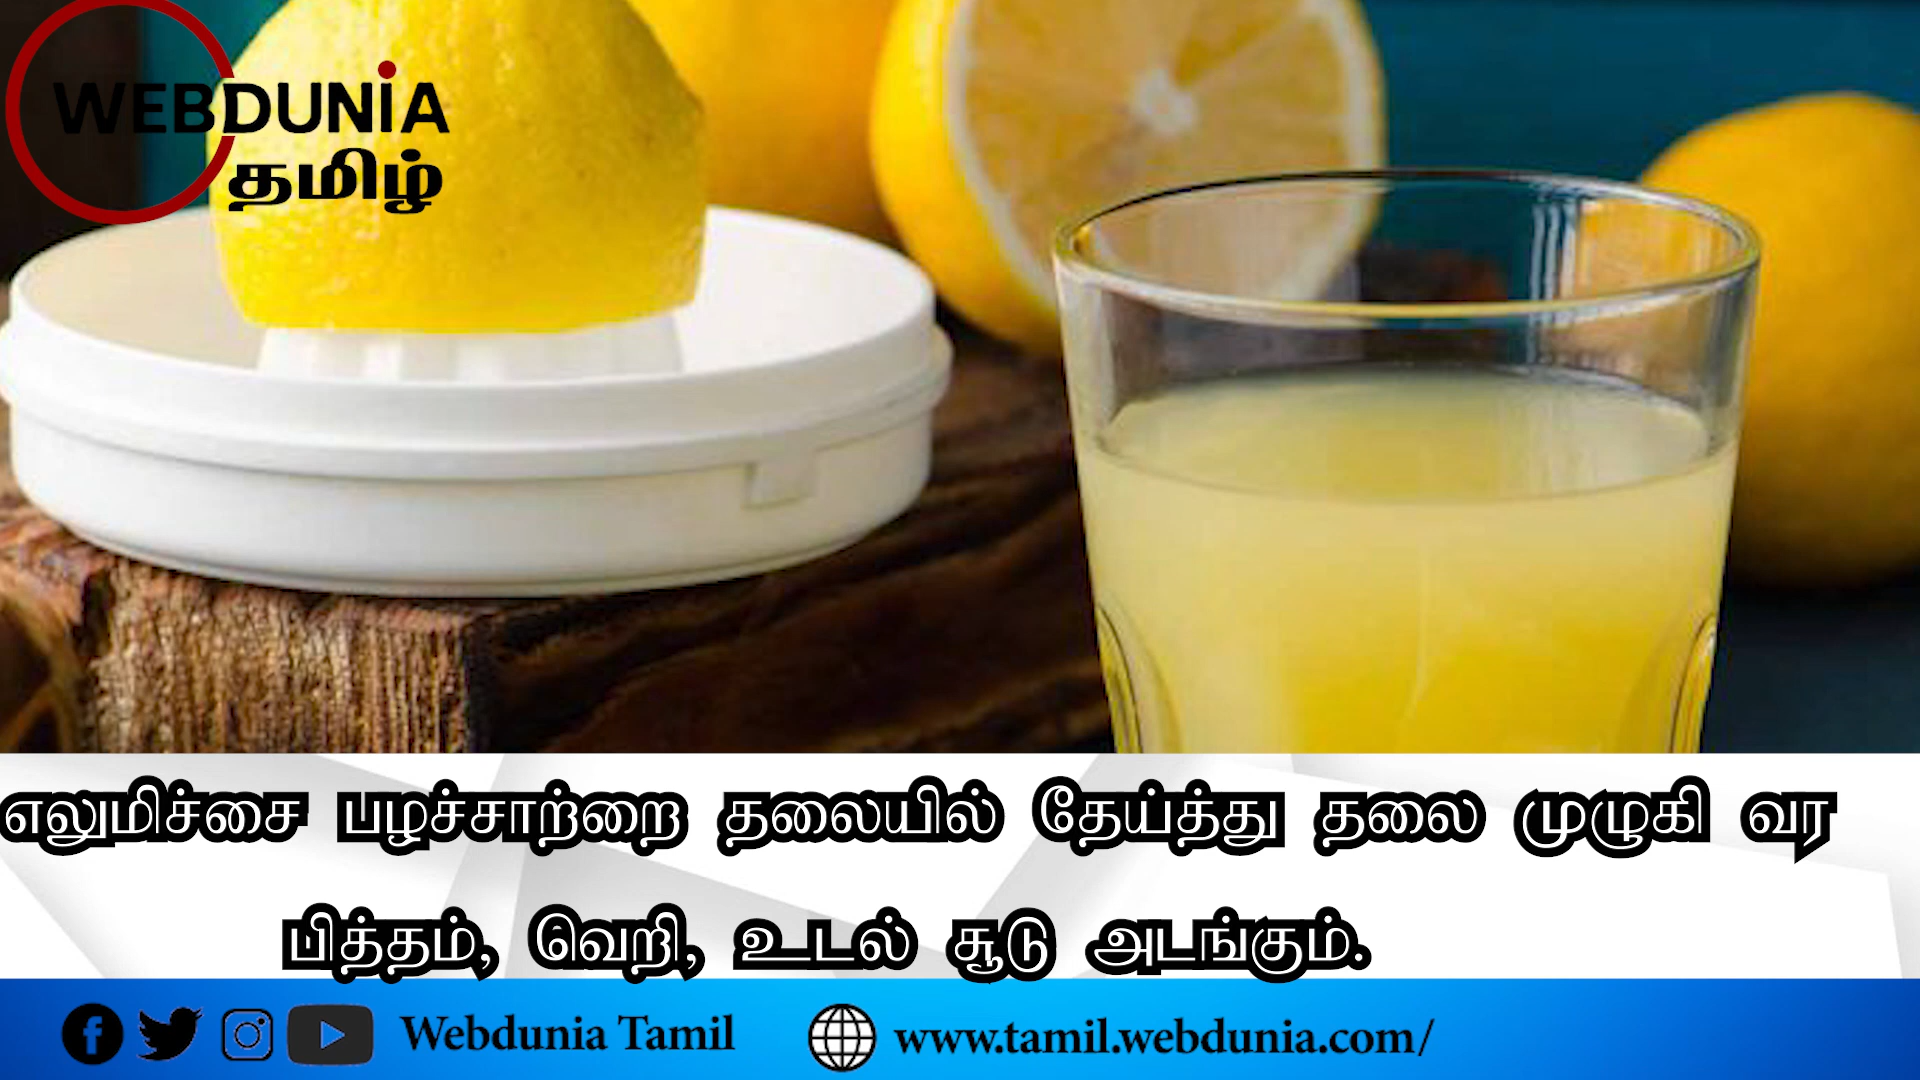 WEBDUNIA
தமிழ்
எலுமிச்சை பழச்சாற்றை தலையில் தேய்த்து தலை முழுகி வர
பித்தம், வெறி, உடல் சூடு அடங்கும்.
Webdunia Tamil www.tamil.webdunia.com/